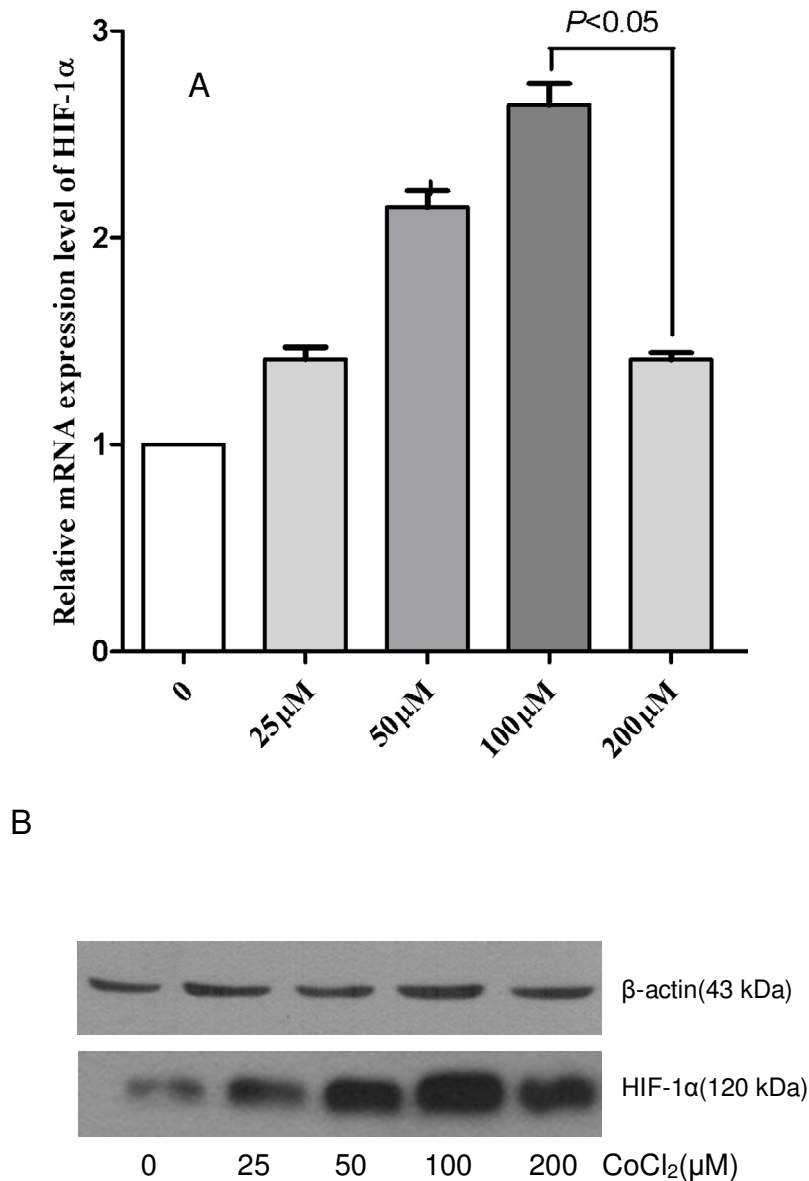 P<0.05
A
Relative mRNA expression level of HIF-1α
3
2
1
0
0
25μM
50μM
100μM
200μM
B
β-actin(43 kDa)
HIF-1α(120 kDa)
0 25 50 100 200 CoCl₂(μM)